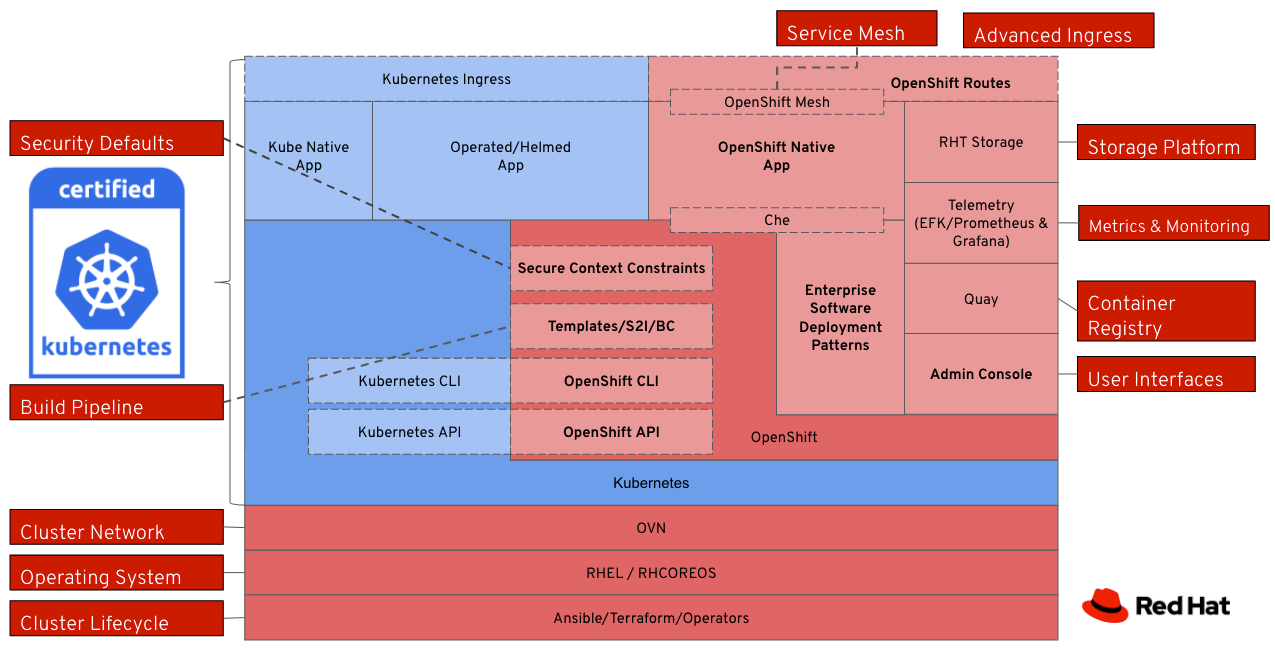 Service Mesh
Advanced Ingress
Kubernetes Ingress
OpenShift Routes
OpenShift Mesh
Security Defaults
Kube Native
App
Operated/Helmed
App
OpenShift Native
App
RHT Storage
Storage Platform
certified
kubernetes
Telemetry
(EFK/Prometheus &
Grafana)
Metrics & Monitoring
Che
Secure Context Constraints
Enterprise
Software
Deployment
Patterns
Quay
Container
Registry
Templates/S2I/BC
Admin Console
User Interfaces
Kubernetes CLI
OpenShift CLI
Build Pipeline
Kubernetes API
OpenShift API
OpenShift
Kubernetes
Cluster Network
OVN
Operating System
RHEL / RHCOREOS
Cluster Lifecycle
Ansible/Terraform/Operators
Red Hat